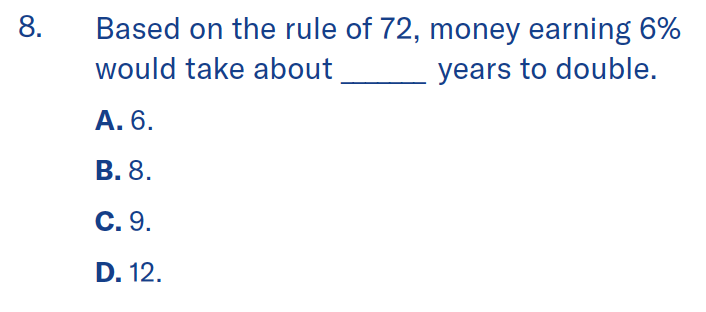 8. Based on the rule of 72, money earning 6%
would take about _______ years to double.
A. 6.
B. 8.
C. 9.
D. 12.